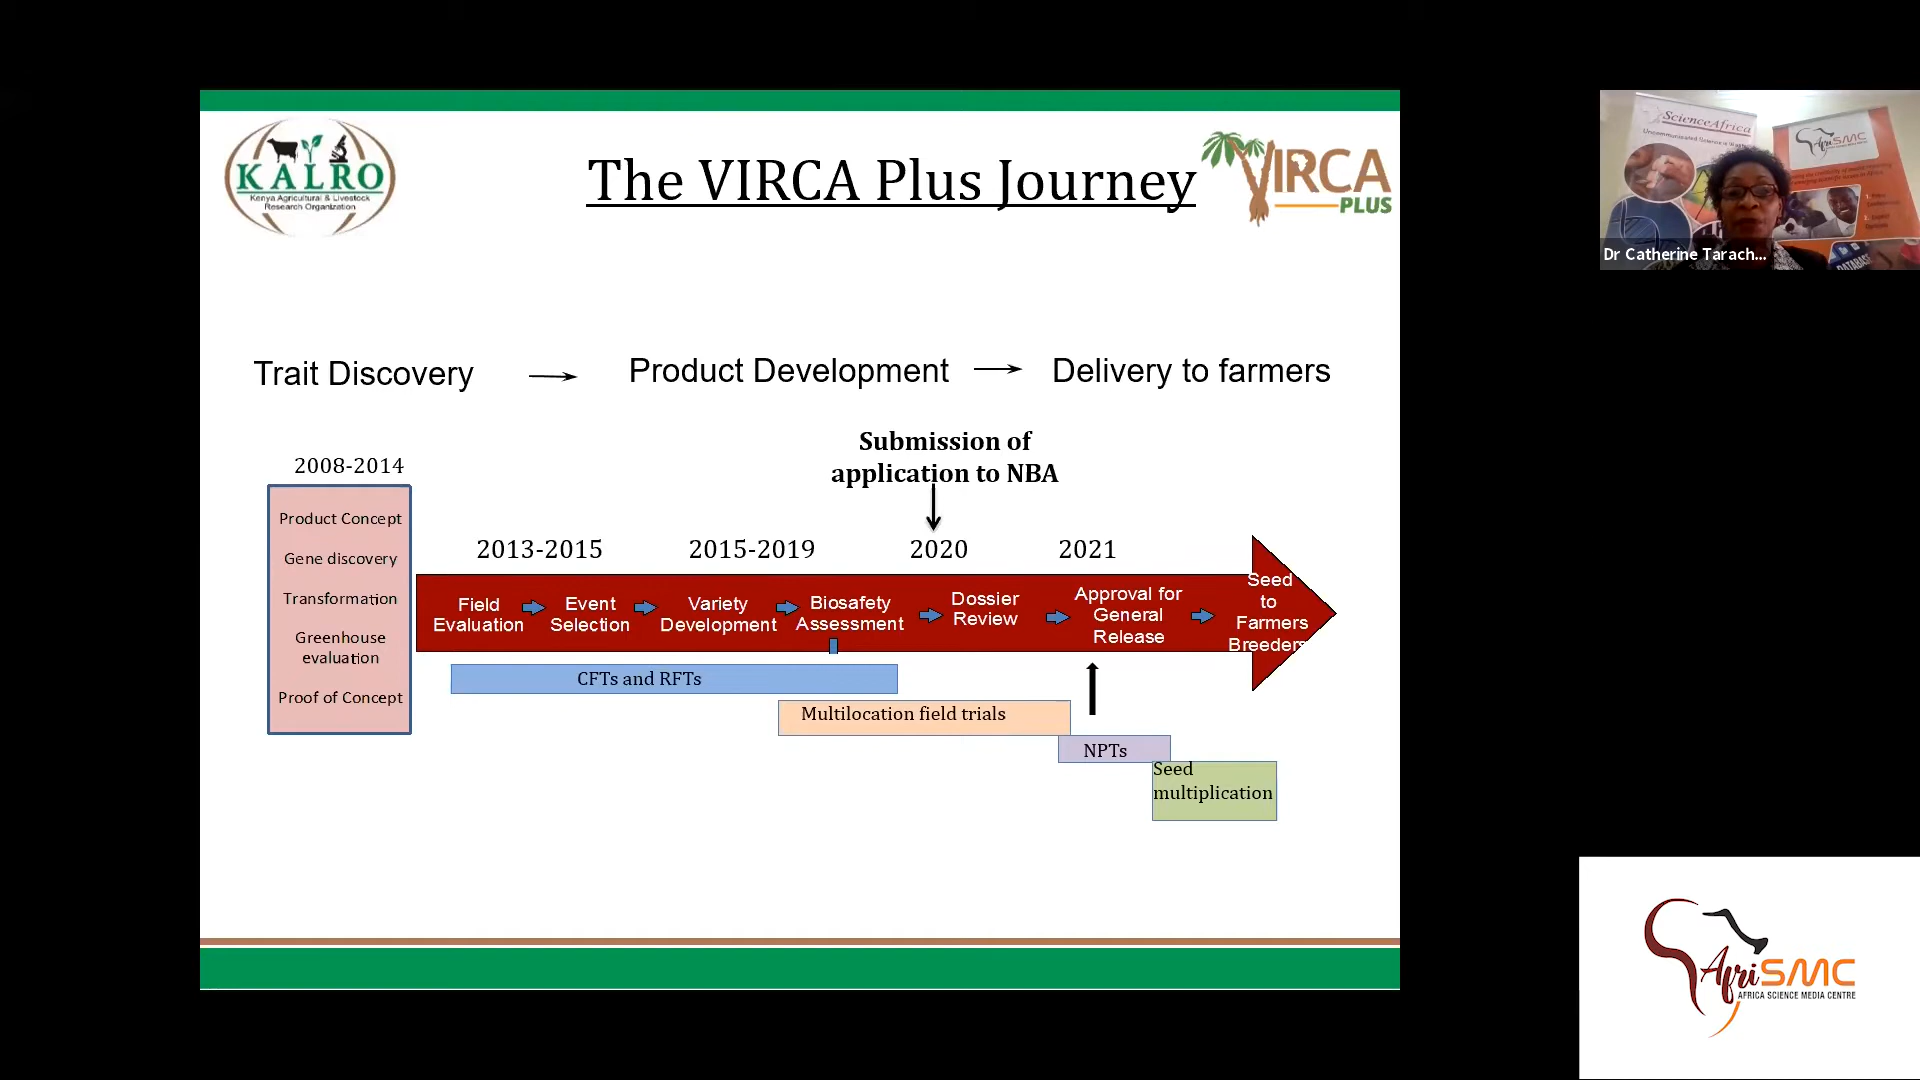 KALRO
Kenya Agricultural & Livestock
Research Organization
The VIRCA Plus Journey
VIRCA
PLUS
ScienceAfrica
AfriSMC
DATABASE
Dr Catherine Tarach...
Trait Discovery
Product Development
Delivery to farmers
Submission of
application to NBA
2008-2014
Product Concept
Gene discovery
Transformation
Greenhouse
evaluation
Proof of Concept
2013-2015
2015-2019
2020
2021
Field
Evaluation
Event
Selection
Variety
Development
Biosafety
Assessment
Dossier
Review
Approval for
General
Release
Seed
to
Farmers
Breeders
CFTs and RFTs
Multilocation field trials
NPTs
Seed
multiplication
AfriSMC
AFRICA SCIENCE MEDIA CENTRE